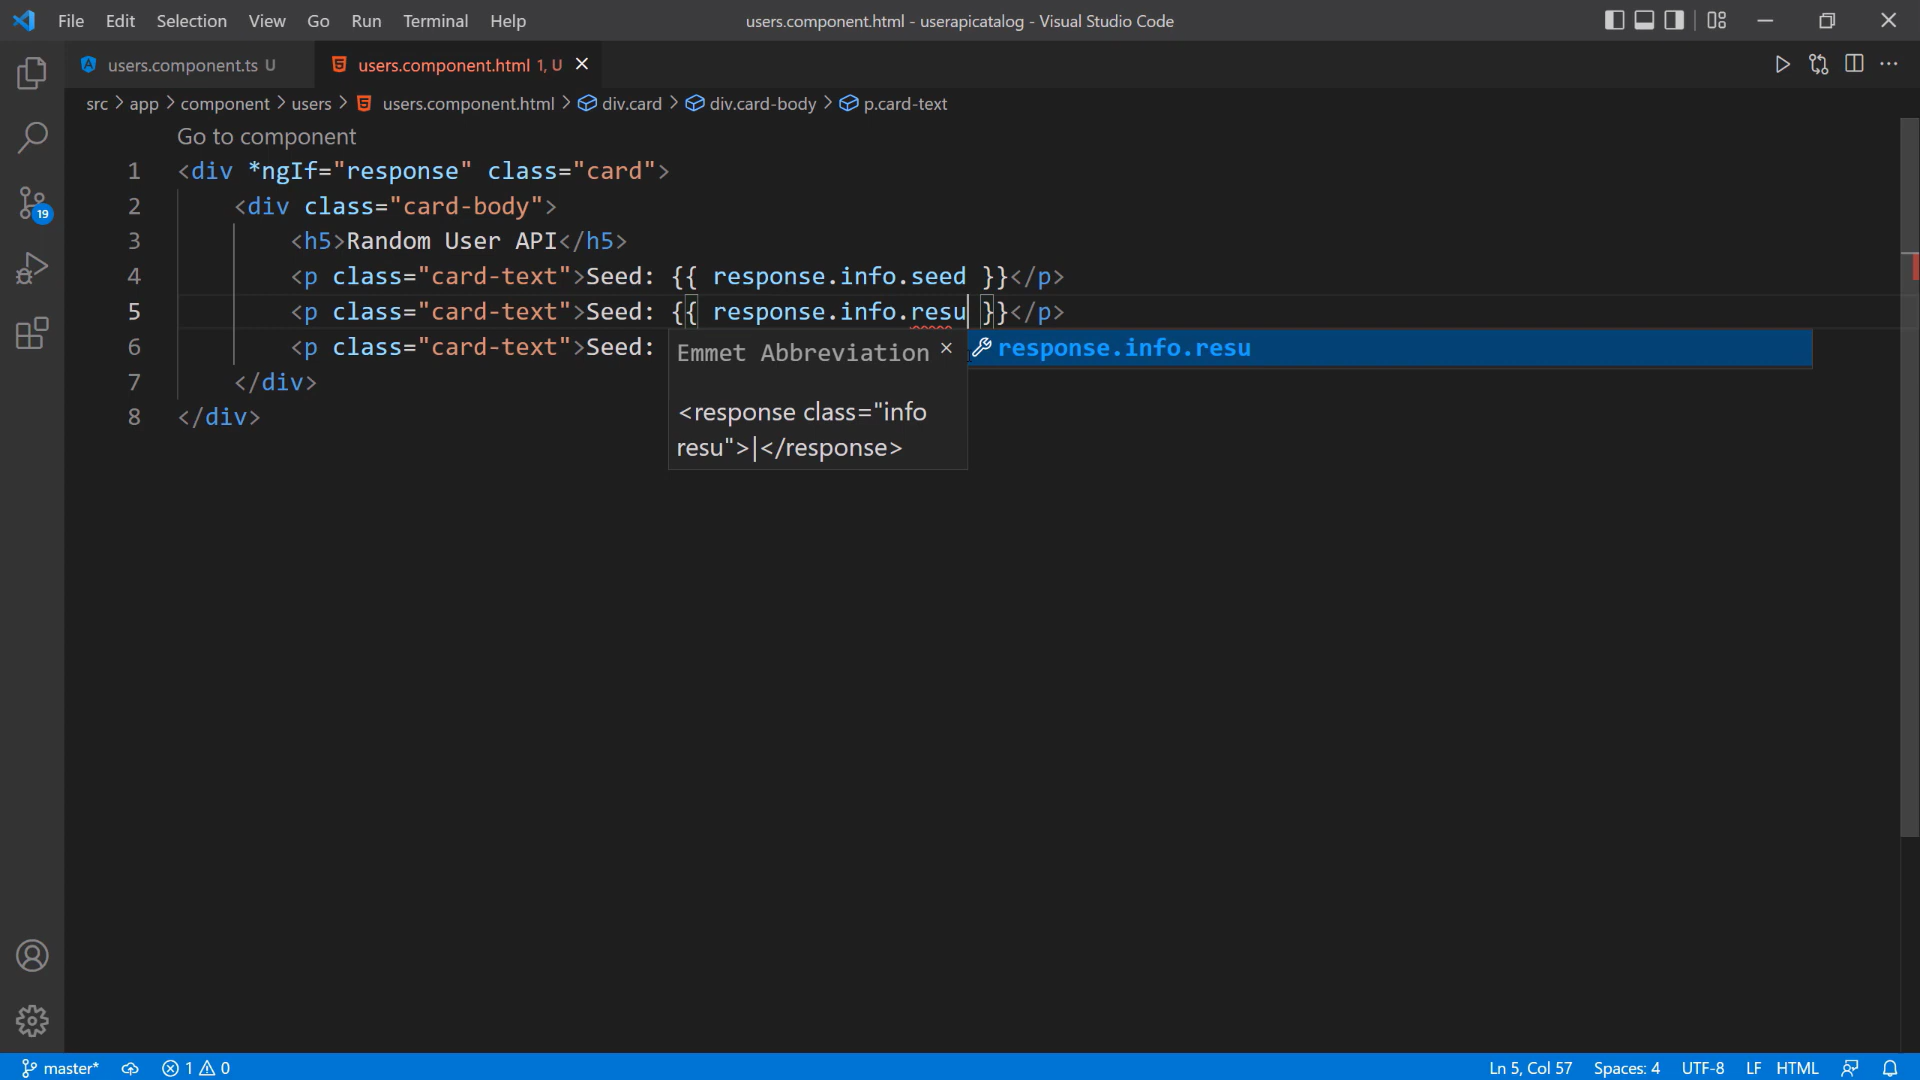 File Edit Selection View Go Run Terminal Help users.component.html - userapicatalog - Visual Studio Code
users.component.ts U users.component.html 1, U
src > app > component > users > users.component.html > div.card > div.card-body > p.card-text
Go to component
1 <div *ngIf="response" class="card">
2 <div class="card-body">
3 <h5>Random User API</h5>
4 <p class="card-text">Seed: {{ response.info.seed }}</p>
5 <p class="card-text">Seed: {{ response.info.resu }}</p>
6 <p class="card-text">Seed:
Emmet Abbreviation
response.info.resu
<response class="info
resu">|</response>
7 </div>
8 </div>
19
master* 1 0 Ln 5, Col 57 Spaces: 4 UTF-8 LF HTML